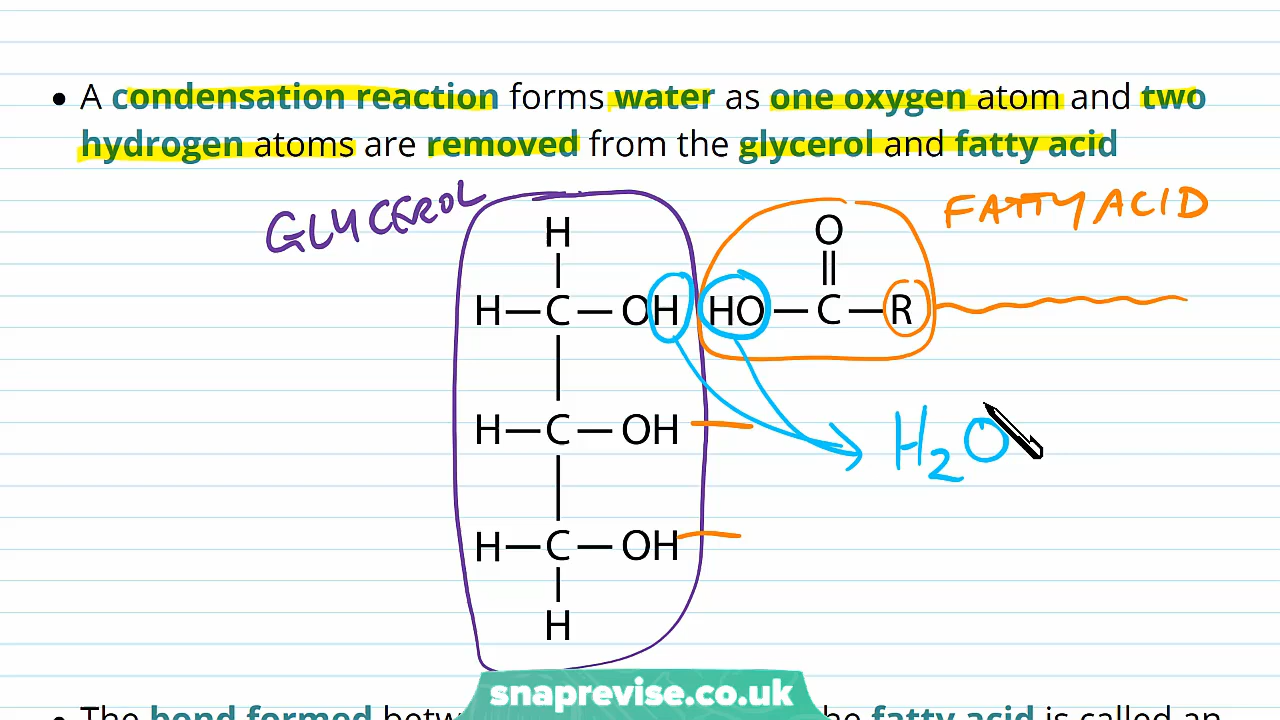 • A condensation reaction forms water as one oxygen atom and two
hydrogen atoms are removed from the glycerol and fatty acid
GLYCEROL
FATTY ACID
H
O
H—C—OH
HO—C—R
H—C—OH
H2O
H—C—OH
H
snaprevise.co.uk
• The bond formed
fatty acid is called an